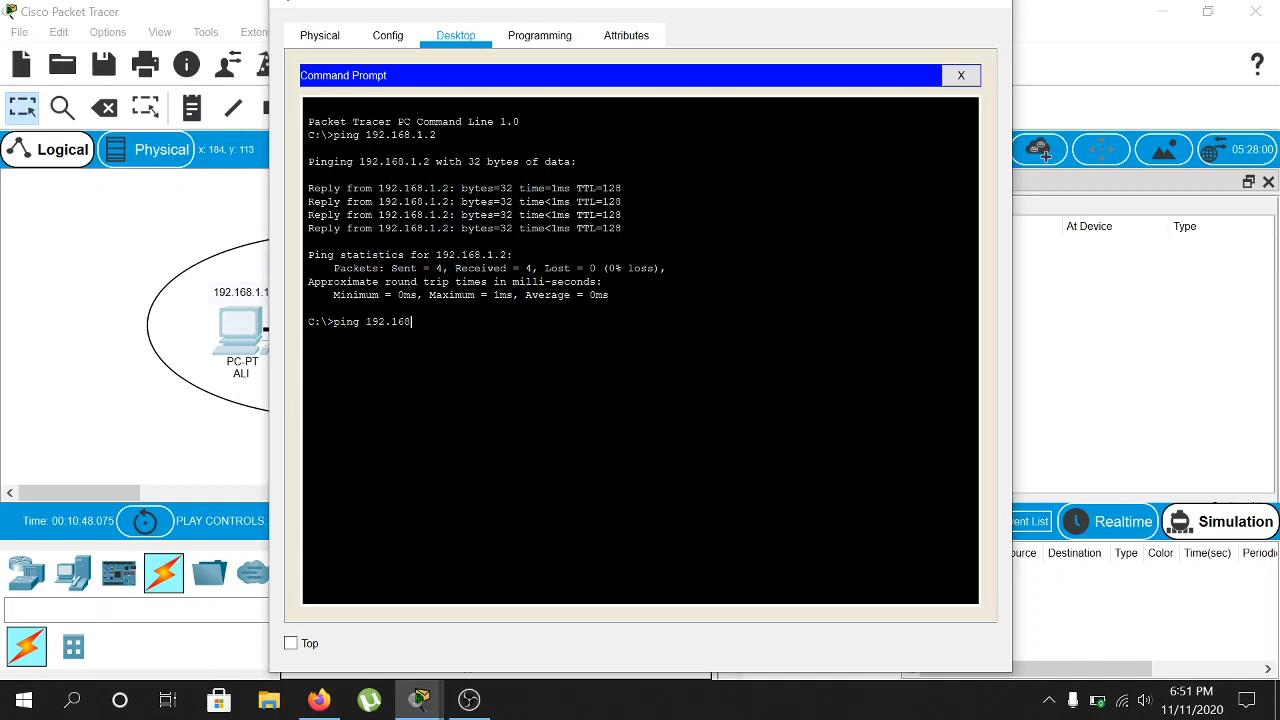 Cisco Packet Tracer
File Edit Options View Tools Exten
Logical
Physical
x: 184, y: 113
192.168.1.1
PC-PT
ALI
Time: 00:10:48.075
PLAY CONTROLS:
Physical Config Desktop Programming Attributes
Command Prompt
X
Packet Tracer PC Command Line 1.0
C:\>ping 192.168.1.2
Pinging 192.168.1.2 with 32 bytes of data:
Reply from 192.168.1.2: bytes=32 time=1ms TTL=128
Reply from 192.168.1.2: bytes=32 time<1ms TTL=128
Reply from 192.168.1.2: bytes=32 time<1ms TTL=128
Reply from 192.168.1.2: bytes=32 time<1ms TTL=128
Ping statistics for 192.168.1.2:
Packets: Sent = 4, Received = 4, Lost = 0 (0% loss),
Approximate round trip times in milli-seconds:
Minimum = 0ms, Maximum = 1ms, Average = 0ms
C:\>ping 192.168
Top
05:28:00
At Device Type
ent List
Realtime
Simulation
ource Destination Type Color Time(sec) Periodi
6:51 PM
11/11/2020